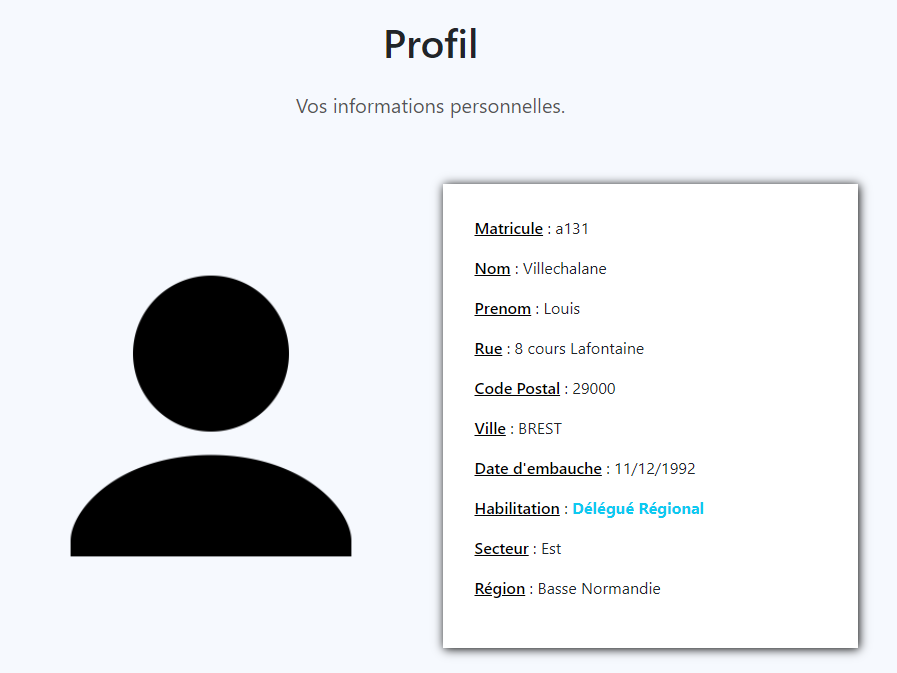 Profil
Vos informations personnelles.
Matricule : a131
Nom : Villechalane
Prenom : Louis
Rue : 8 cours Lafontaine
Code Postal : 29000
Ville : BREST
Date d'embauche : 11/12/1992
Habilitation : Délégué Régional
Secteur : Est
Région : Basse Normandie